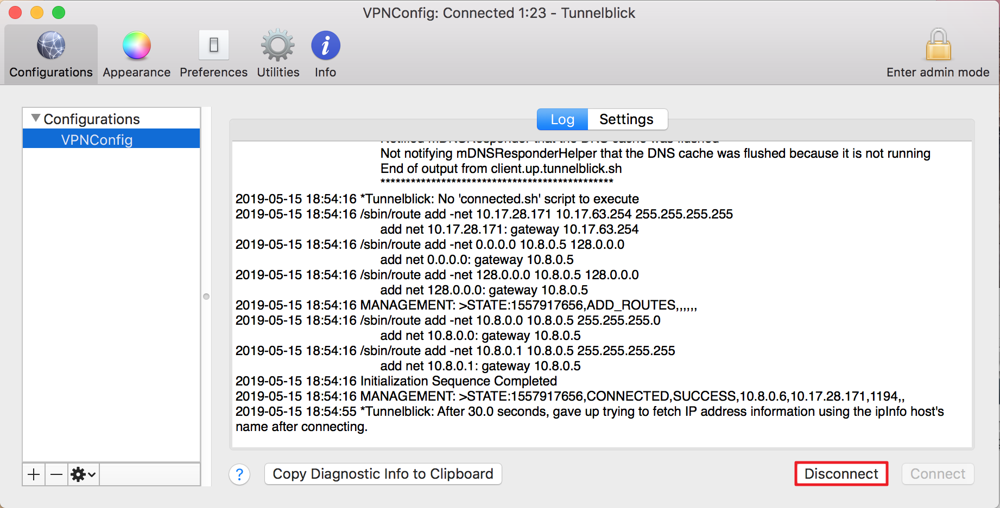 VPNConfig: Connected 1:23 - Tunnelblick
Configurations
Appearance
Preferences
Utilities
Info
Enter admin mode
Configurations
VPNConfig
Log
Settings
Notified mDNSResponder that the DNS cache was flushed
Not notifying mDNSResponderHelper that the DNS cache was flushed because it is not running
End of output from client.up.tunnelblick.sh
**********************************************
2019-05-15 18:54:16 *Tunnelblick: No 'connected.sh' script to execute
2019-05-15 18:54:16 /sbin/route add -net 10.17.28.171 10.17.63.254 255.255.255.255
add net 10.17.28.171: gateway 10.17.63.254
2019-05-15 18:54:16 /sbin/route add -net 0.0.0.0 10.8.0.5 128.0.0.0
add net 0.0.0.0: gateway 10.8.0.5
2019-05-15 18:54:16 /sbin/route add -net 128.0.0.0 10.8.0.5 128.0.0.0
add net 128.0.0.0: gateway 10.8.0.5
2019-05-15 18:54:16 MANAGEMENT: >STATE:1557917656,ADD_ROUTES,,,,,,
2019-05-15 18:54:16 /sbin/route add -net 10.8.0.0 10.8.0.5 255.255.255.0
add net 10.8.0.0: gateway 10.8.0.5
2019-05-15 18:54:16 /sbin/route add -net 10.8.0.1 10.8.0.5 255.255.255.255
add net 10.8.0.1: gateway 10.8.0.5
2019-05-15 18:54:16 Initialization Sequence Completed
2019-05-15 18:54:16 MANAGEMENT: >STATE:1557917656,CONNECTED,SUCCESS,10.8.0.6,10.17.28.171,1194,,
2019-05-15 18:54:55 *Tunnelblick: After 30.0 seconds, gave up trying to fetch IP address information using the ipInfo host's
name after connecting.
? Copy Diagnostic Info to Clipboard
Disconnect
Connect